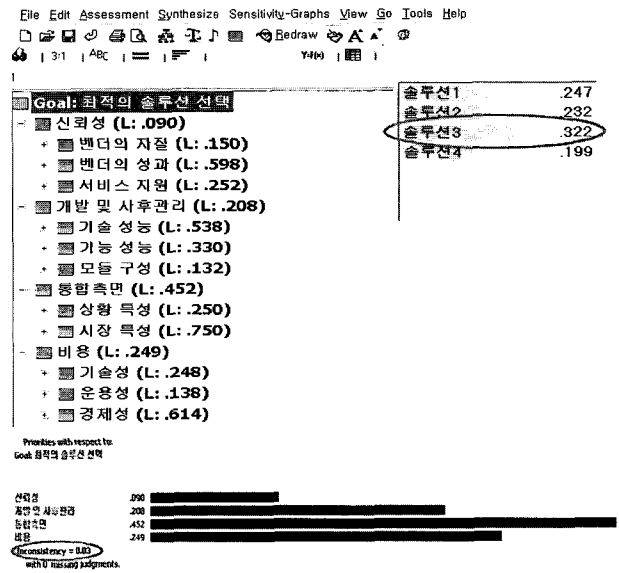 File Edit Assessment Synthesize Sensitivity-Graphs View Go Tools Help
Redraw
3:1 ABC Y=f(x)
1
Goal: 최적의 솔루션 선택
신뢰성 (L: .090)
벤더의 자질 (L: .150)
벤더의 성과 (L: .598)
서비스 지원 (L: .252)
개발 및 사후관리 (L: .208)
기술 성능 (L: .538)
기능 성능 (L: .330)
모듈 구성 (L: .132)
통합측면 (L: .452)
상황 특성 (L: .250)
시장 특성 (L: .750)
비용 (L: .249)
기술성 (L: .248)
운용성 (L: .138)
경제성 (L: .614)
솔루션1 .247
솔루션2 .232
솔루션3 .322
솔루션4 .199
Priorities with respect to:
Goal: 최적의 솔루션 선택
신뢰성 .090
개발 및 사후관리 .208
통합측면 .452
비용 .249
Inconsistency = 0.03
with 0 missing judgments.